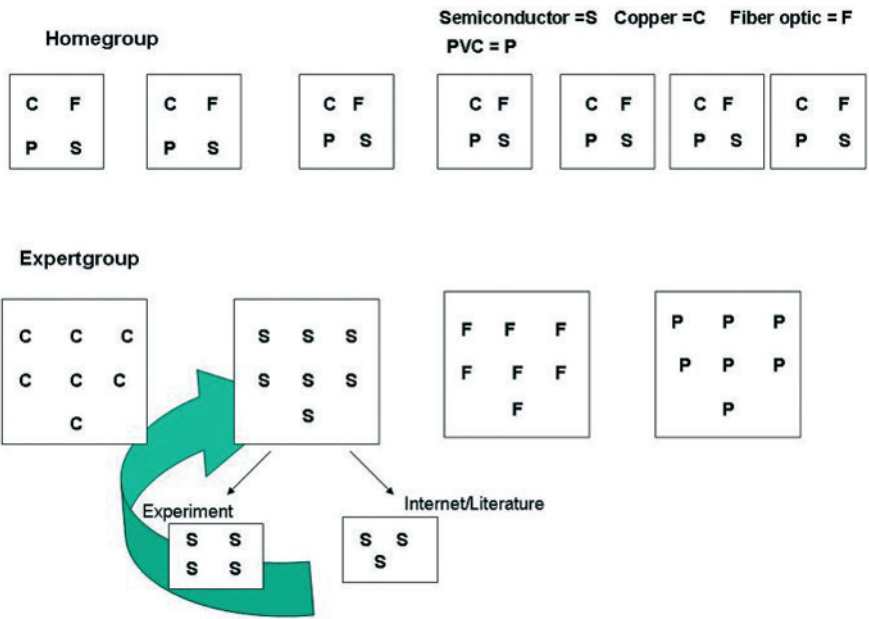 Semiconductor =S Copper =C Fiber optic = F
Homegroup
PVC = P
C F C F C F C F C F C F C F
P S P S P S P S P S P S P S
Expertgroup
C C C S S S F F F P P P
C C C S S S F F F P P P
C S F P
Experiment Internet/Literature
S S S S
S S S